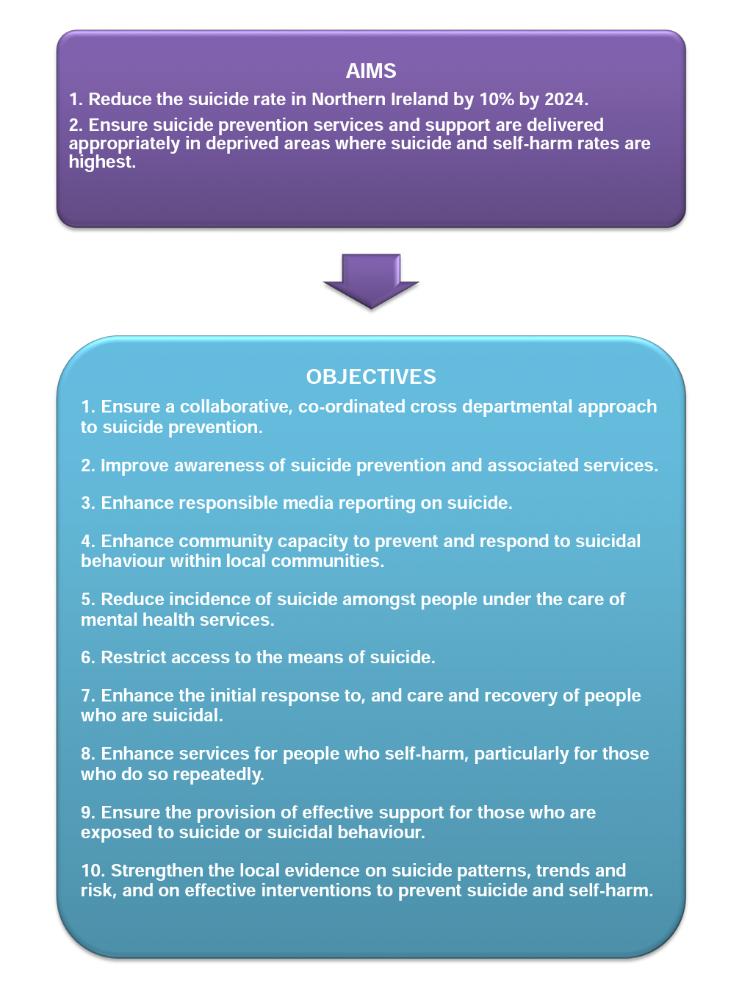 AIMS
1. Reduce the suicide rate in Northern Ireland by 10% by 2024.
2. Ensure suicide prevention services and support are delivered
appropriately in deprived areas where suicide and self-harm rates are
highest.
OBJECTIVES
1. Ensure a collaborative, co-ordinated cross departmental approach
to suicide prevention.
2. Improve awareness of suicide prevention and associated services.
3. Enhance responsible media reporting on suicide.
4. Enhance community capacity to prevent and respond to suicidal
behaviour within local communities.
5. Reduce incidence of suicide amongst people under the care of
mental health services.
6. Restrict access to the means of suicide.
7. Enhance the initial response to, and care and recovery of people
who are suicidal.
8. Enhance services for people who self-harm, particularly for those
who do so repeatedly.
9. Ensure the provision of effective support for those who are
exposed to suicide or suicidal behaviour.
10. Strengthen the local evidence on suicide patterns, trends and
risk, and on effective interventions to prevent suicide and self-harm.